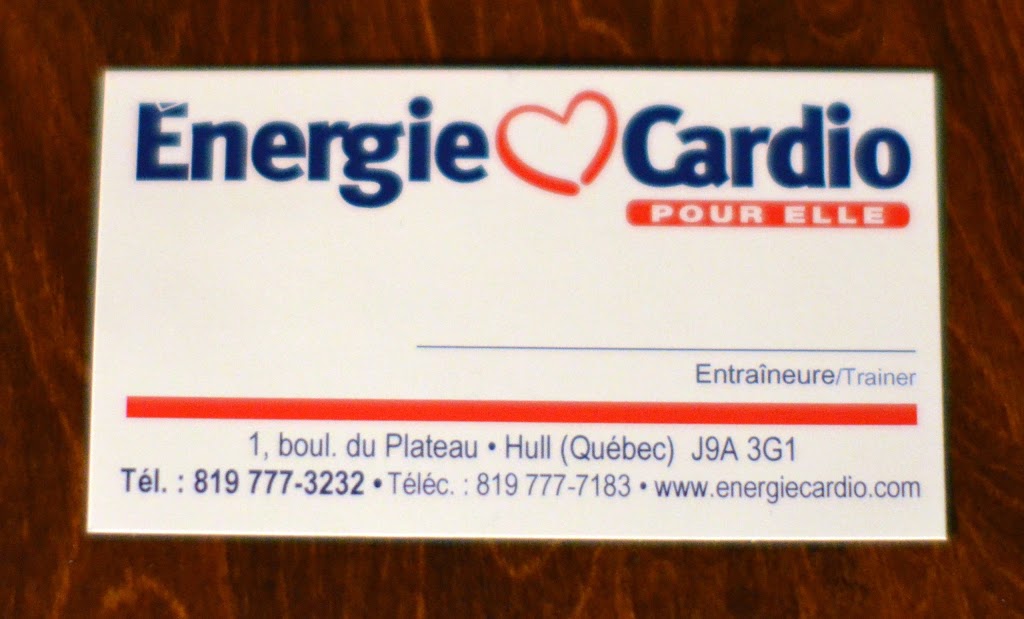 Énergie Cardio
POUR ELLE
Entraîneure/Trainer
1, boul. du Plateau • Hull (Québec) J9A 3G1
Tél. : 819 777-3232 • Téléc. : 819 777-7183 • www.energiecardio.com